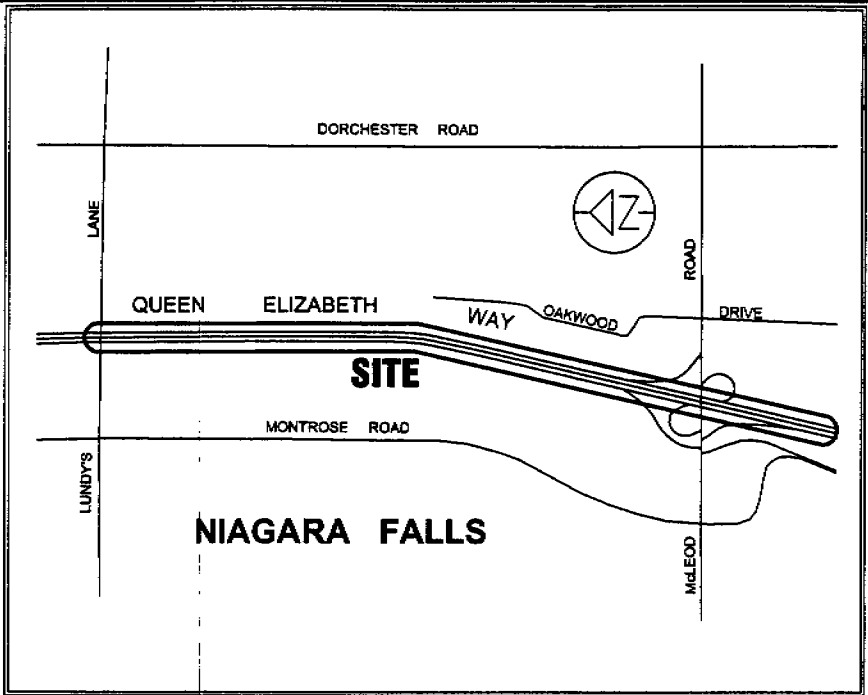 DORCHESTER ROAD
LANE
Z
ROAD
QUEEN ELIZABETH WAY
OAKWOOD DRIVE
SITE
MONTROSE ROAD
LUNDY'S
NIAGARA FALLS
McLEOD